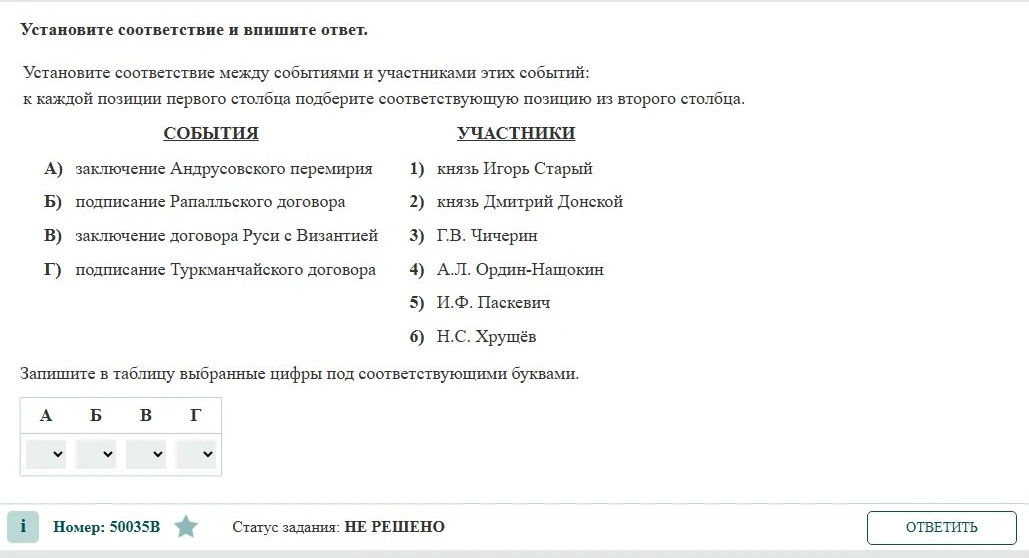 Установите соответствие и впишите ответ.
Установите соответствие между событиями и участниками этих событий:
к каждой позиции первого столбца подберите соответствующую позицию из второго столбца.
СОБЫТИЯ УЧАСТНИКИ
А) заключение Андрусовского перемирия 1) князь Игорь Старый
Б) подписание Рапалльского договора 2) князь Дмитрий Донской
В) заключение договора Руси с Византией 3) Г.В. Чичерин
Г) подписание Туркманчайского договора 4) А.Л. Ордин-Нащокин
5) И.Ф. Паскевич
6) Н.С. Хрущёв
Запишите в таблицу выбранные цифры под соответствующими буквами.
А Б В Г
i Номер: 50035B Статус задания: НЕ РЕШЕНО ОТВЕТИТЬ